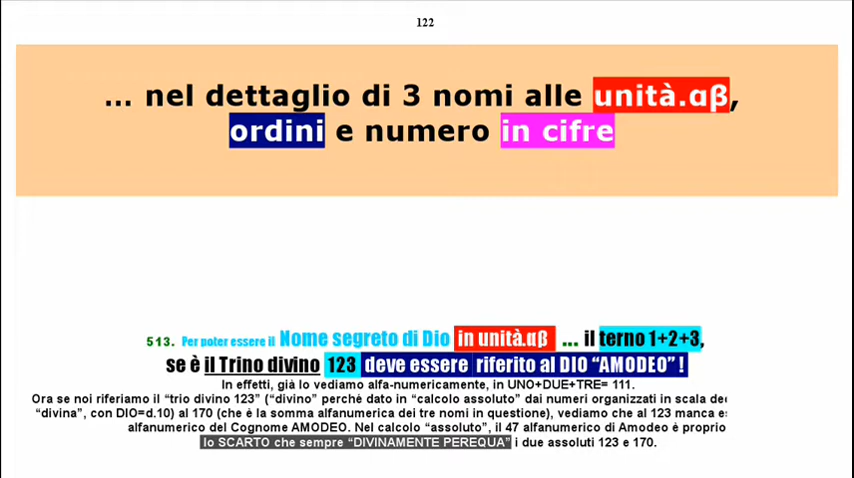 122
... nel dettaglio di 3 nomi alle unità.αβ,
ordini e numero in cifre
513. Per poter essere il Nome segreto di Dio in unità.αβ ... il terno 1+2+3,
se è il Trino divino 123 deve essere riferito al DIO “AMODEO” !
In effetti, già lo vediamo alfa-numericamente, in UNO+DUE+TRE= 111.
Ora se noi riferiamo il “trio divino 123” (“divino” perché dato in “calcolo assoluto” dai numeri organizzati in scala
“divina”, con DIO=d.10) al 170 (che è la somma alfanumerica dei tre nomi in questione), vediamo che al 123 manca
alfanumerico del Cognome AMODEO. Nel calcolo “assoluto”, il 47 alfanumerico di Amodeo è proprio
lo SCARTO che sempre “DIVINAMENTE PEREQUA” i due assoluti 123 e 170.